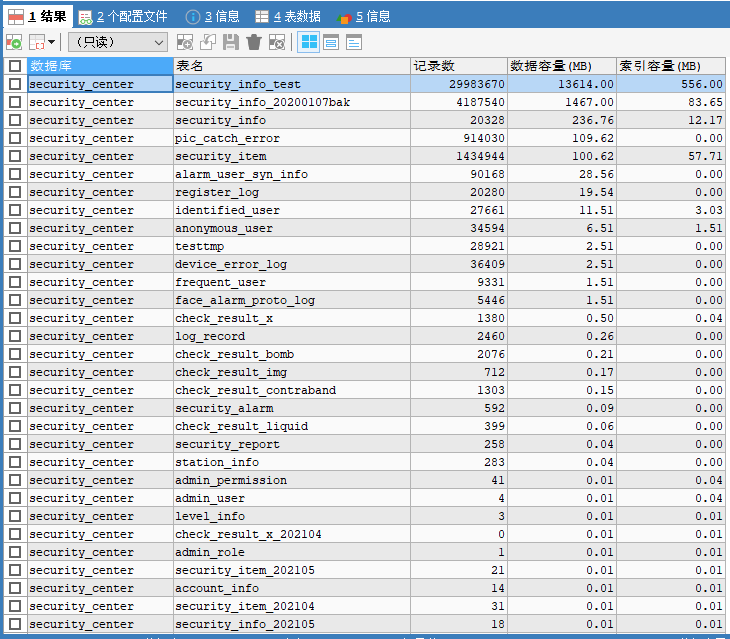 1 结果 2 个配置文件 3 信息 4 表数据 5 信息
（只读）
数据库 表名 记录数 数据容量(MB) 索引容量(MB)
security_center security_info_test 29983670 13614.00 556.00
security_center security_info_20200107bak 4187540 1467.00 83.65
security_center security_info 20328 236.76 12.17
security_center pic_catch_error 914030 109.62 0.00
security_center security_item 1434944 100.62 57.71
security_center alarm_user_syn_info 90168 28.56 0.00
security_center register_log 20280 19.54 0.00
security_center identified_user 27661 11.51 3.03
security_center anonymous_user 34594 6.51 1.51
security_center testtmp 28921 2.51 0.00
security_center device_error_log 36409 2.51 0.00
security_center frequent_user 9331 1.51 0.00
security_center face_alarm_proto_log 5446 1.51 0.00
security_center check_result_x 1380 0.50 0.04
security_center log_record 2460 0.26 0.00
security_center check_result_bomb 2076 0.21 0.00
security_center check_result_img 712 0.17 0.00
security_center check_result_contraband 1303 0.15 0.00
security_center security_alarm 592 0.09 0.00
security_center check_result_liquid 399 0.06 0.00
security_center security_report 258 0.04 0.00
security_center station_info 283 0.04 0.00
security_center admin_permission 41 0.01 0.04
security_center admin_user 4 0.01 0.04
security_center level_info 3 0.01 0.01
security_center check_result_x_202104 0 0.01 0.01
security_center admin_role 1 0.01 0.01
security_center security_item_202105 21 0.01 0.01
security_center account_info 14 0.01 0.01
security_center security_item_202104 31 0.01 0.01
security_center security_info_202105 18 0.01 0.01